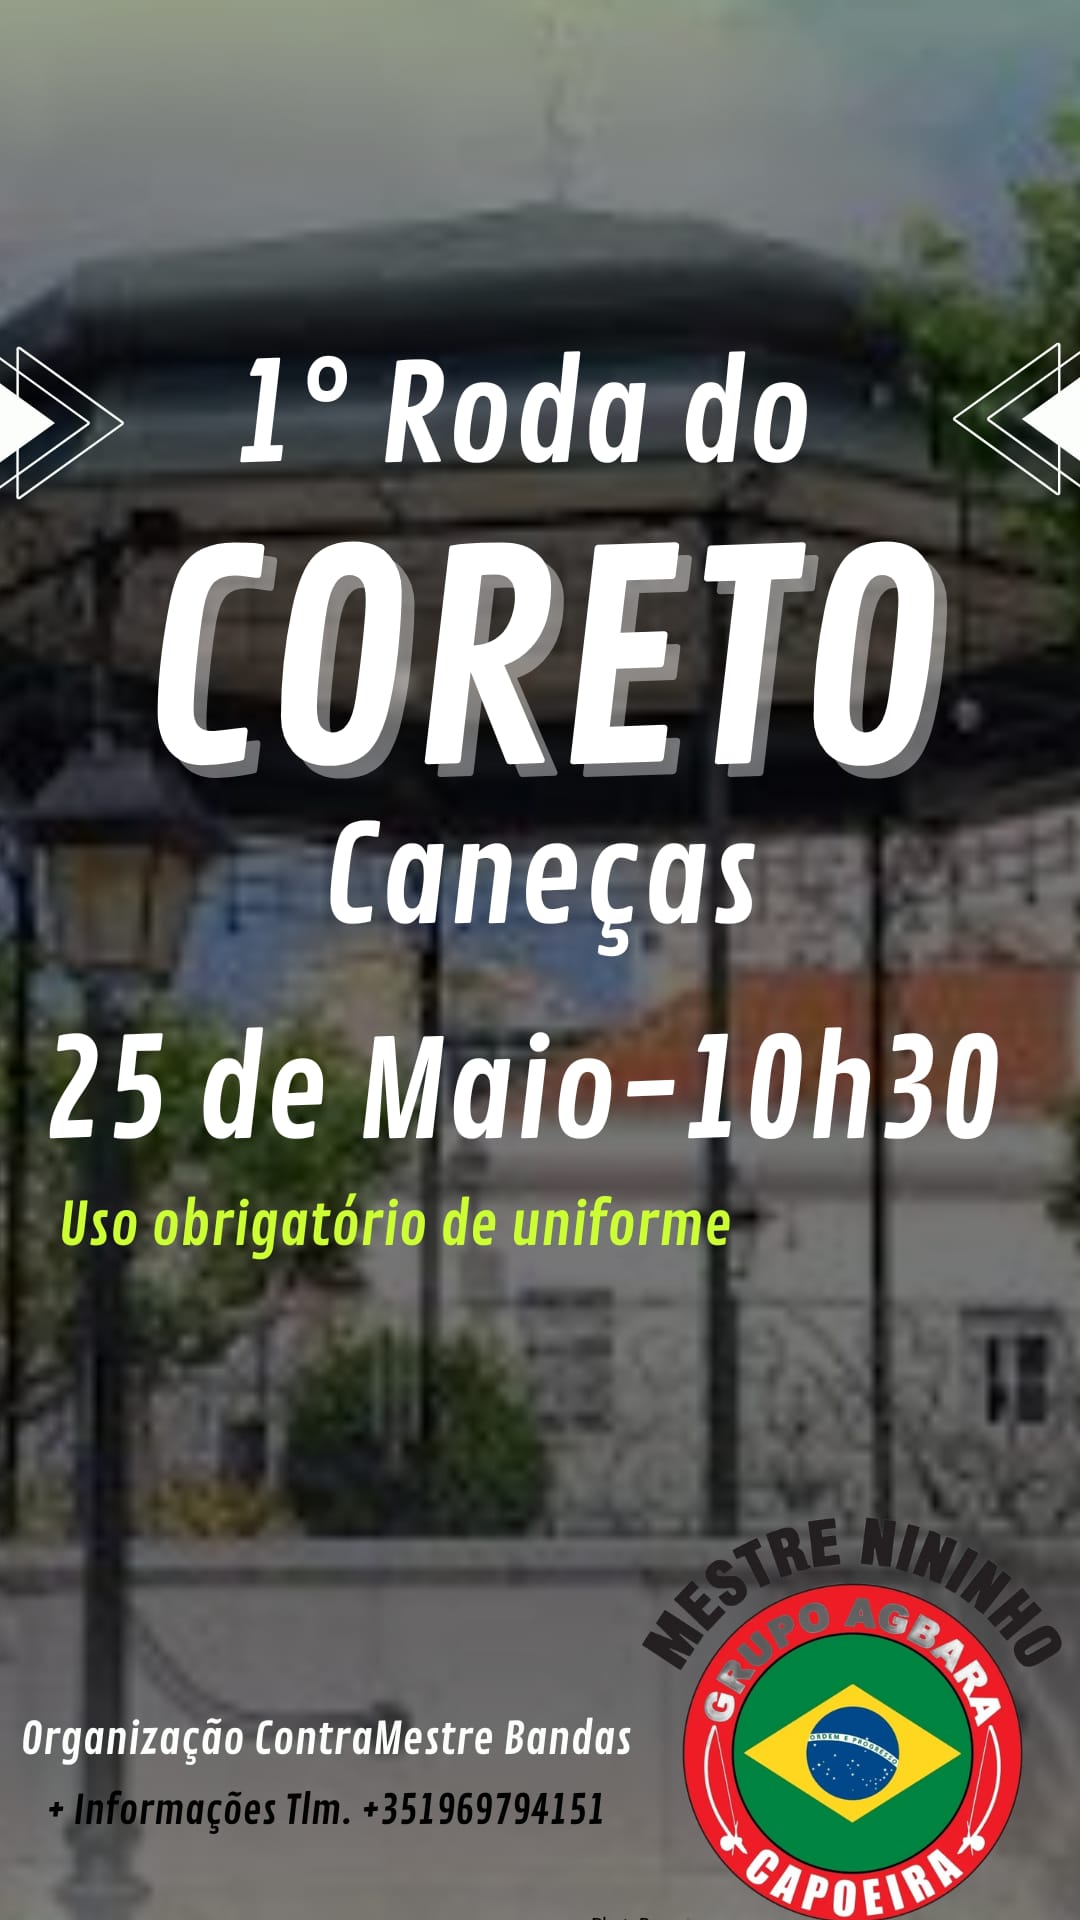 1º Roda do
CORETO
Caneças
25 de Maio-10h30
Uso obrigatório de uniforme
MESTRE NININHO
GRUPO AGBARA
ORDEM E PROGRESSO
CAPOEIRA
Organização ContraMestre Bandas
+ Informações Tlm. +351969794151